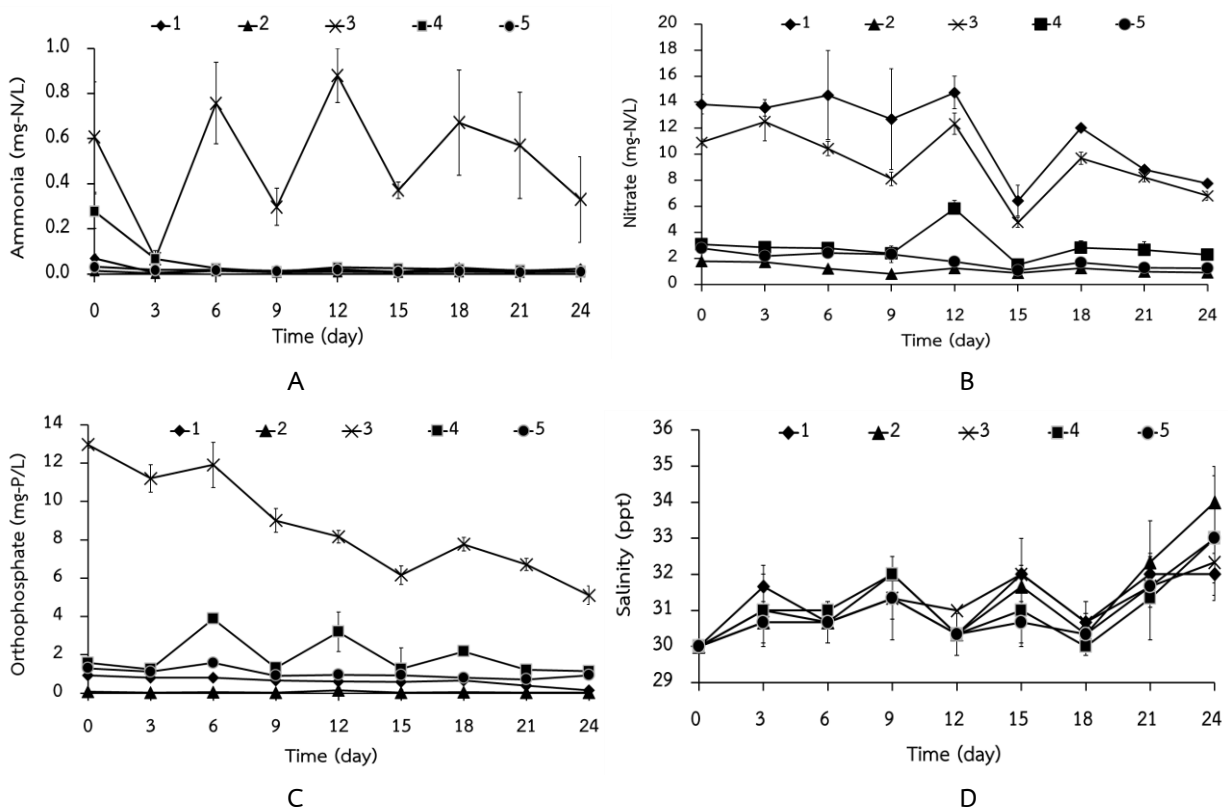 1 2 3 4 5
1.0
0.8
0.6
0.4
0.2
0.0
Ammonia (mg-N/L)
0 3 6 9 12 15 18 21 24
Time (day)
A
1 2 3 4 5
20
18
16
14
12
10
8
6
4
2
0
Nitrate (mg-N/L)
0 3 6 9 12 15 18 21 24
Time (day)
B
1 2 3 4 5
14
12
10
8
6
4
2
0
Orthophosphate (mg-P/L)
0 3 6 9 12 15 18 21 24
Time (day)
C
1 2 3 4 5
36
35
34
33
32
31
30
29
Salinity (ppt)
0 3 6 9 12 15 18 21 24
Time (day)
D